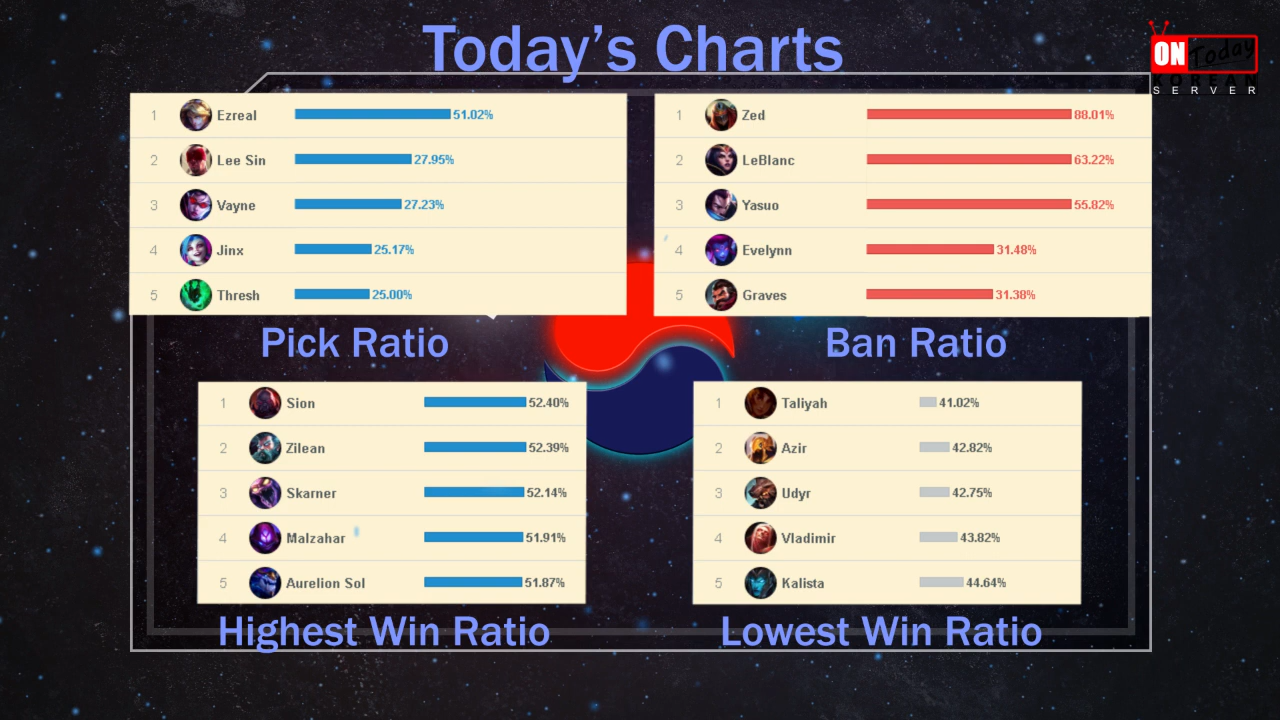 Today's Charts
ON Today
KOREAN
SERVER
1 Ezreal 51.02%
2 Lee Sin 27.95%
3 Vayne 27.23%
4 Jinx 25.17%
5 Thresh 25.00%
Pick Ratio
1 Zed 88.01%
2 LeBlanc 63.22%
3 Yasuo 55.82%
4 Evelynn 31.48%
5 Graves 31.38%
Ban Ratio
1 Sion 52.40%
2 Zilean 52.39%
3 Skarner 52.14%
4 Malzahar 51.91%
5 Aurelion Sol 51.87%
Highest Win Ratio
1 Taliyah 41.02%
2 Azir 42.82%
3 Udyr 42.75%
4 Vladimir 43.82%
5 Kalista 44.64%
Lowest Win Ratio